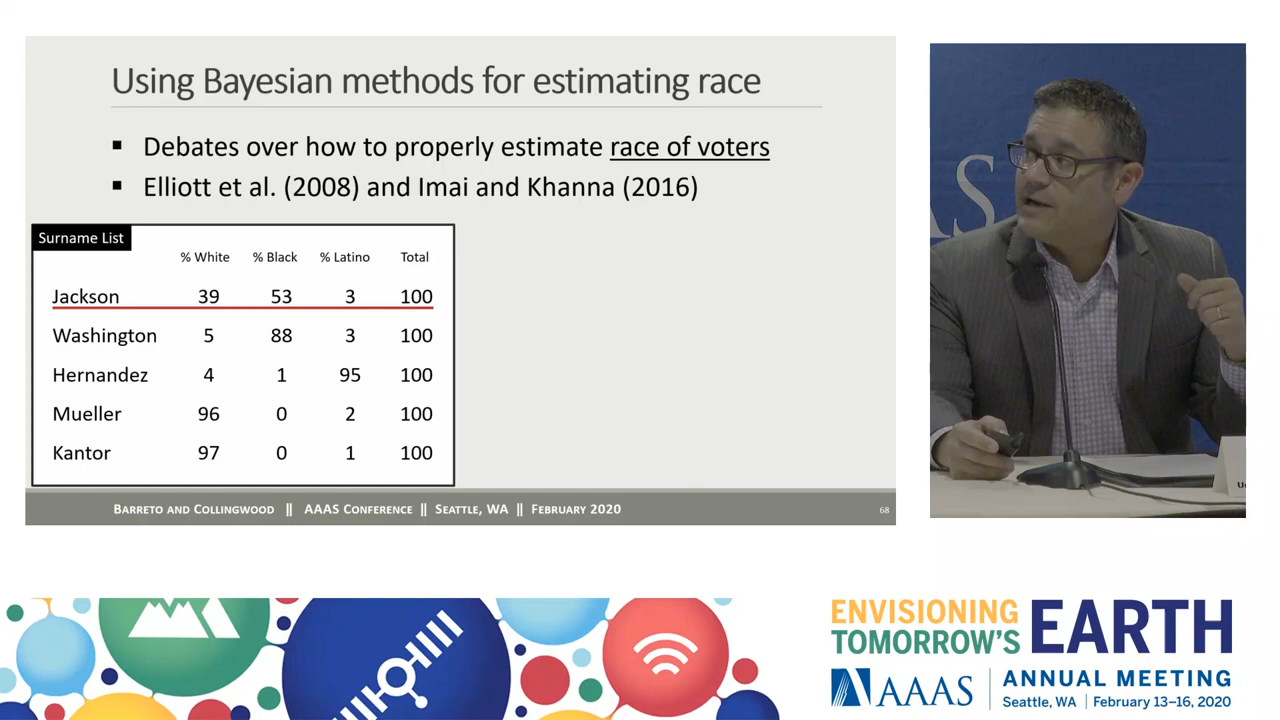 Using Bayesian methods for estimating race
▪ Debates over how to properly estimate race of voters
▪ Elliott et al. (2008) and Imai and Khanna (2016)
Surname List
% White % Black % Latino Total
Jackson 39 53 3 100
Washington 5 88 3 100
Hernandez 4 1 95 100
Mueller 96 0 2 100
Kantor 97 0 1 100
Barreto and Collingwood || AAAS Conference || Seattle, WA || February 2020
68
AS
ENVISIONING
TOMORROW'S
EARTH
AAAS
ANNUAL MEETING
Seattle, WA | February 13–16, 2020